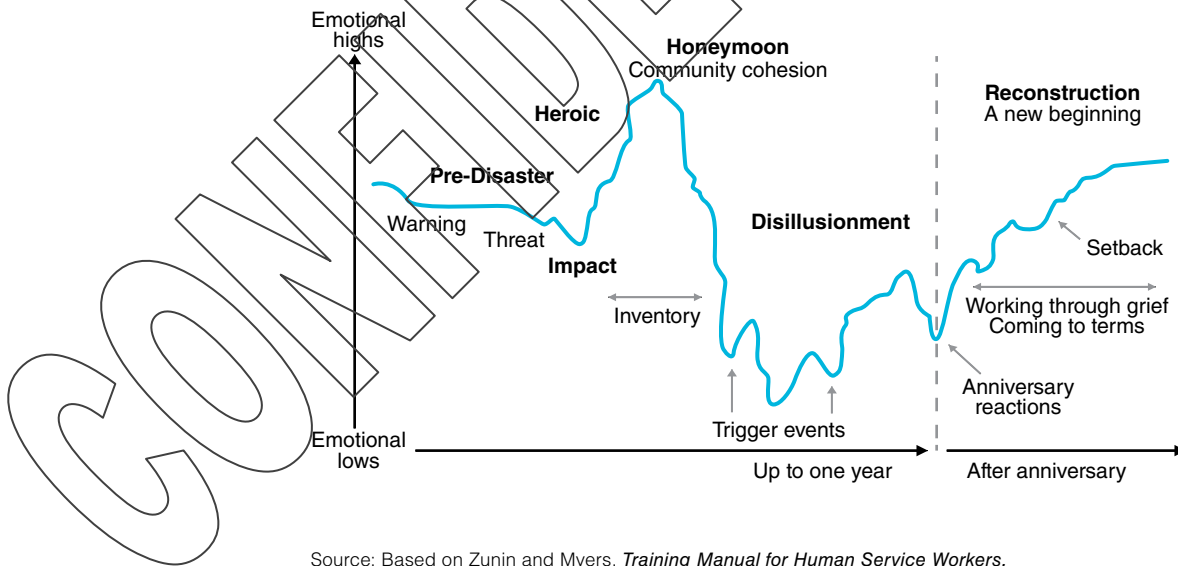 Emotional
highs
Honeymoon
Community cohesion
Reconstruction
A new beginning
Heroic
Pre-Disaster
Warning
Threat
Impact
Disillusionment
Setback
Inventory
Working through grief
Coming to terms
Anniversary
reactions
Trigger events
Emotional
lows
Up to one year
After anniversary
Source: Based on Zunin and Myers, Training Manual for Human Service Workers.